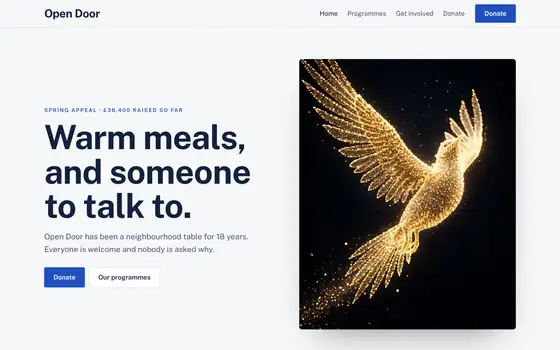 Open Door
Home Programmes Get involved Donate Donate
SPRING APPEAL · £36,400 RAISED SO FAR
Warm meals,
and someone
to talk to.
Open Door has been a neighbourhood table for 18 years.
Everyone is welcome and nobody is asked why.
Donate Our programmes